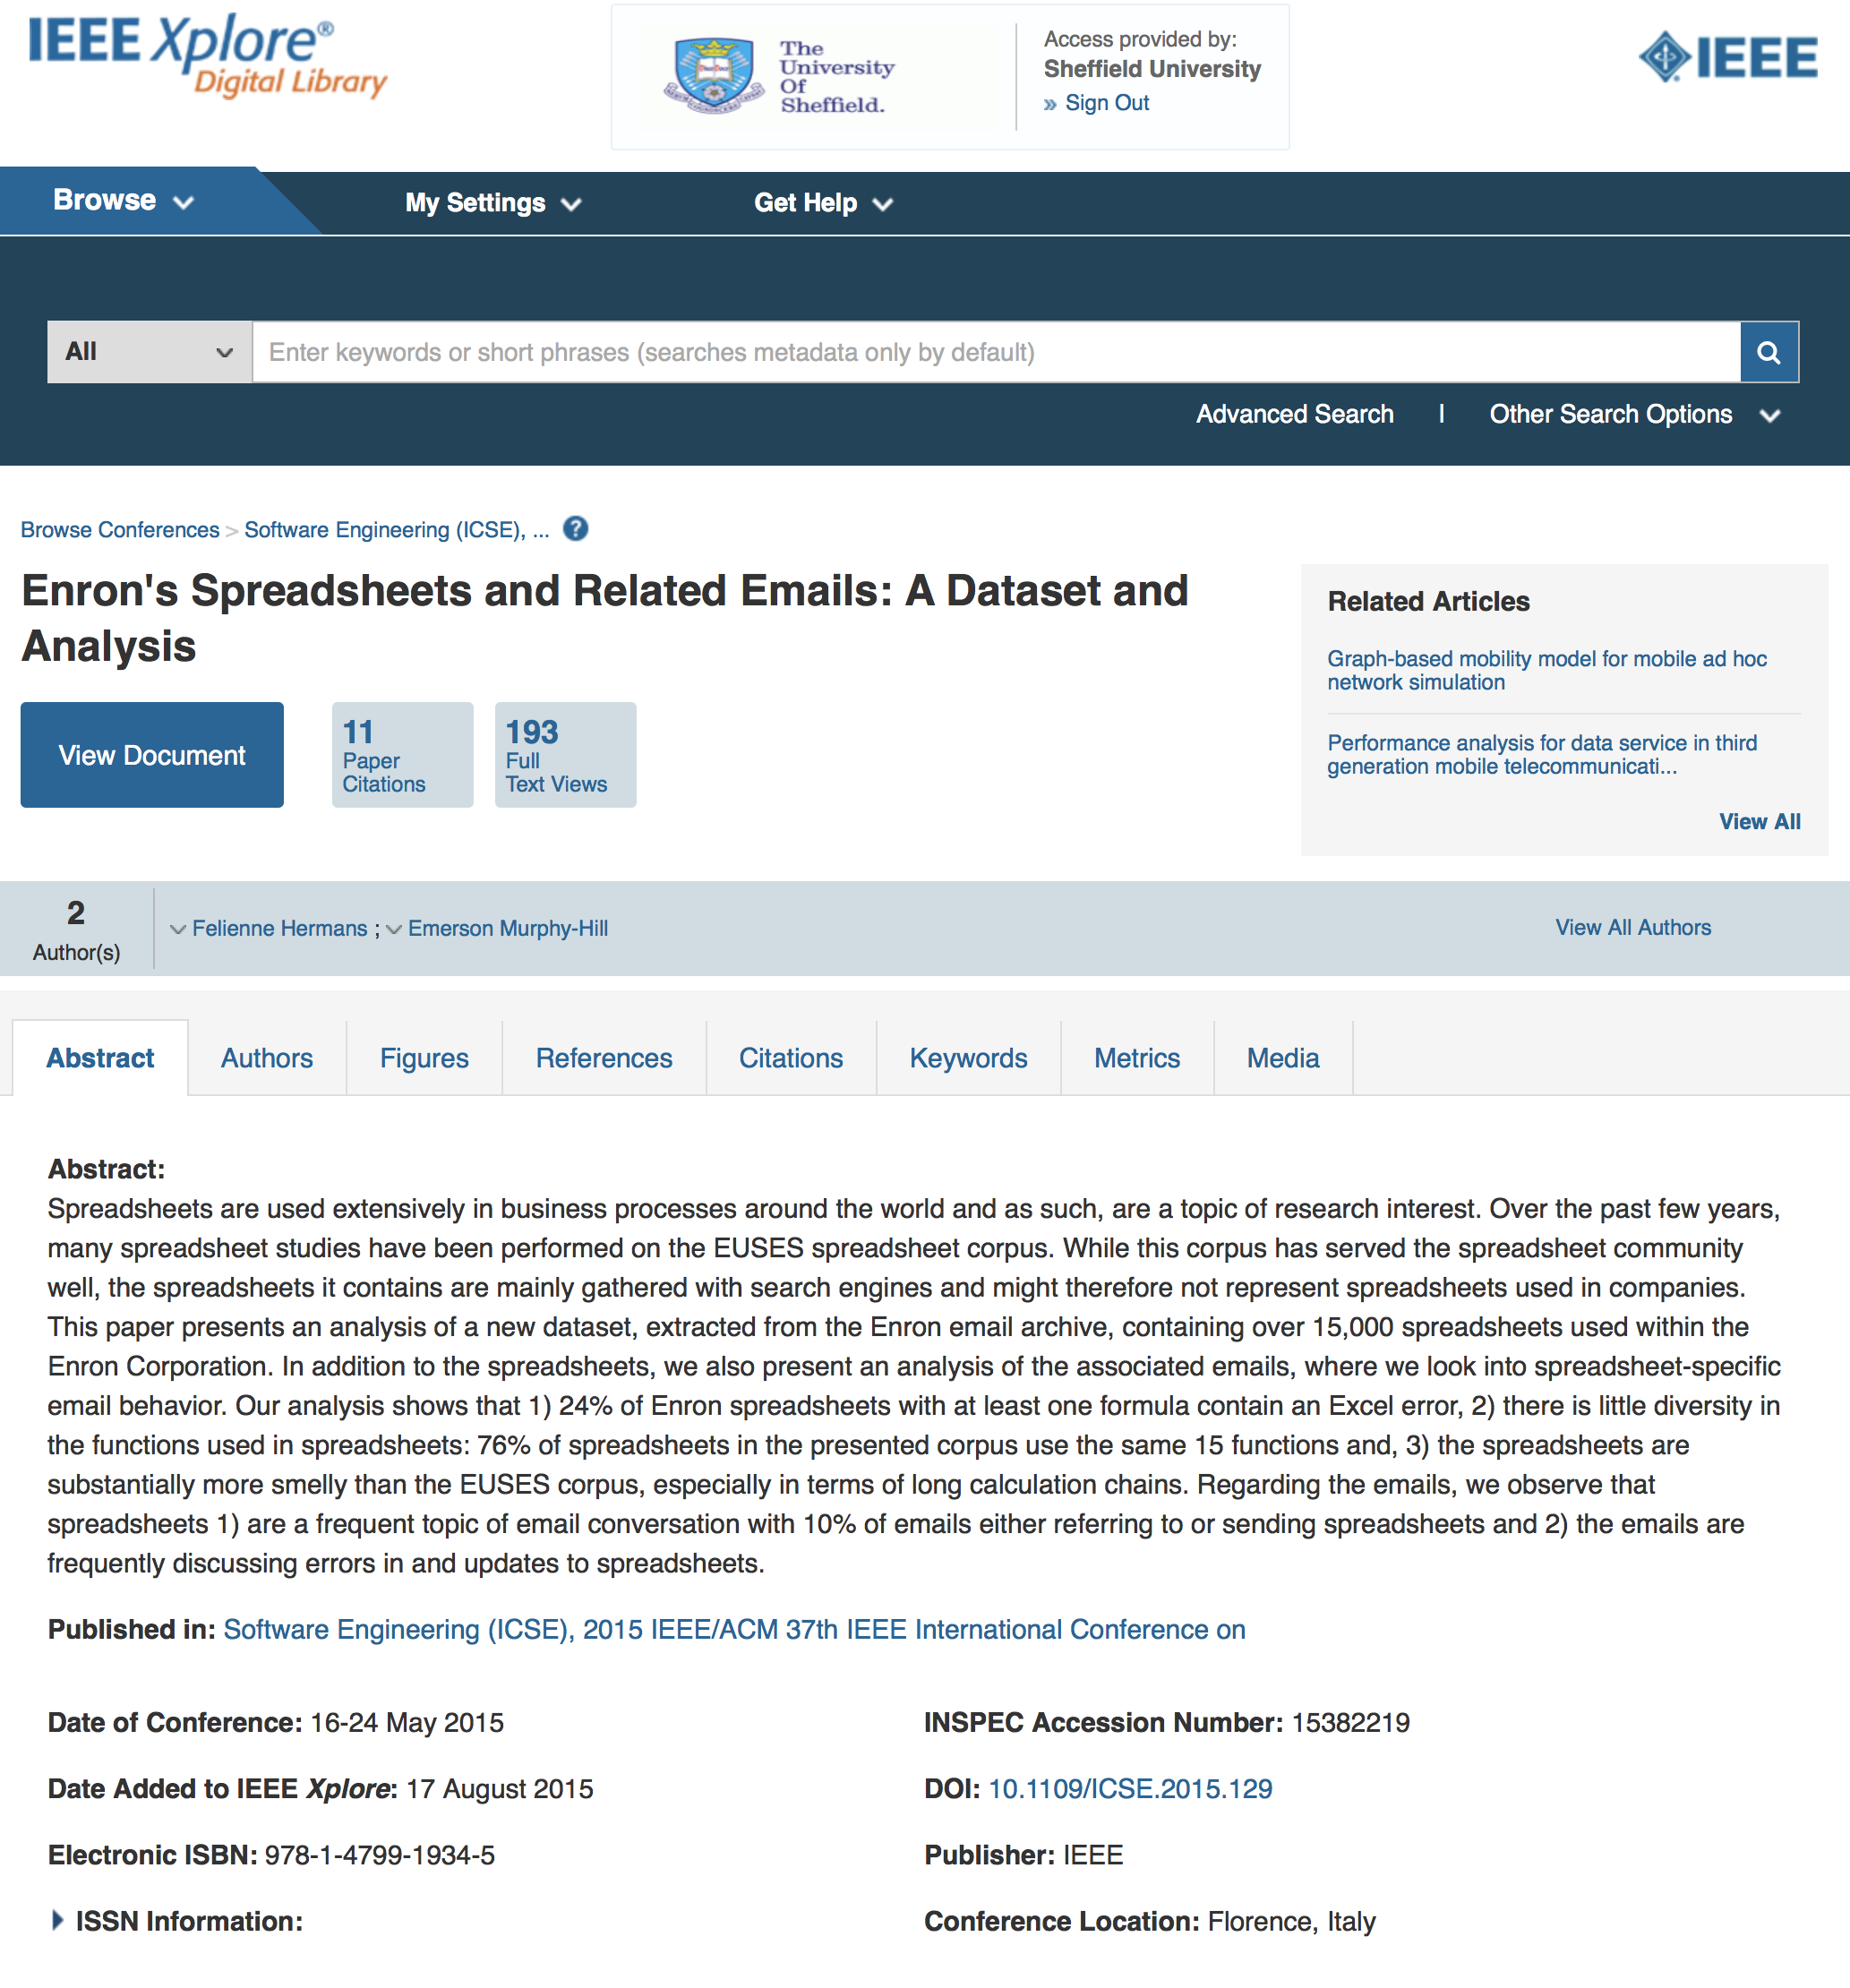 IEEE Xplore®
Digital Library
The
University
Of
Sheffield.
Access provided by:
Sheffield University
» Sign Out
IEEE
Browse
My Settings
Get Help
All
Enter keywords or short phrases (searches metadata only by default)
Advanced Search | Other Search Options
Browse Conferences > Software Engineering (ICSE), ... ?
Enron's Spreadsheets and Related Emails: A Dataset and
Analysis
View Document
11
Paper
Citations
193
Full
Text Views
Related Articles
Graph-based mobility model for mobile ad hoc
network simulation
Performance analysis for data service in third
generation mobile telecommunicati...
View All
2
Author(s)
Felienne Hermans ; Emerson Murphy-Hill
View All Authors
Abstract
Authors
Figures
References
Citations
Keywords
Metrics
Media
Abstract:
Spreadsheets are used extensively in business processes around the world and as such, are a topic of research interest. Over the past few years,
many spreadsheet studies have been performed on the EUSES spreadsheet corpus. While this corpus has served the spreadsheet community
well, the spreadsheets it contains are mainly gathered with search engines and might therefore not represent spreadsheets used in companies.
This paper presents an analysis of a new dataset, extracted from the Enron email archive, containing over 15,000 spreadsheets used within the
Enron Corporation. In addition to the spreadsheets, we also present an analysis of the associated emails, where we look into spreadsheet-specific
email behavior. Our analysis shows that 1) 24% of Enron spreadsheets with at least one formula contain an Excel error, 2) there is little diversity in
the functions used in spreadsheets: 76% of spreadsheets in the presented corpus use the same 15 functions and, 3) the spreadsheets are
substantially more smelly than the EUSES corpus, especially in terms of long calculation chains. Regarding the emails, we observe that
spreadsheets 1) are a frequent topic of email conversation with 10% of emails either referring to or sending spreadsheets and 2) the emails are
frequently discussing errors in and updates to spreadsheets.
Published in: Software Engineering (ICSE), 2015 IEEE/ACM 37th IEEE International Conference on
Date of Conference: 16-24 May 2015
INSPEC Accession Number: 15382219
Date Added to IEEE Xplore: 17 August 2015
DOI: 10.1109/ICSE.2015.129
Electronic ISBN: 978-1-4799-1934-5
Publisher: IEEE
ISSN Information:
Conference Location: Florence, Italy